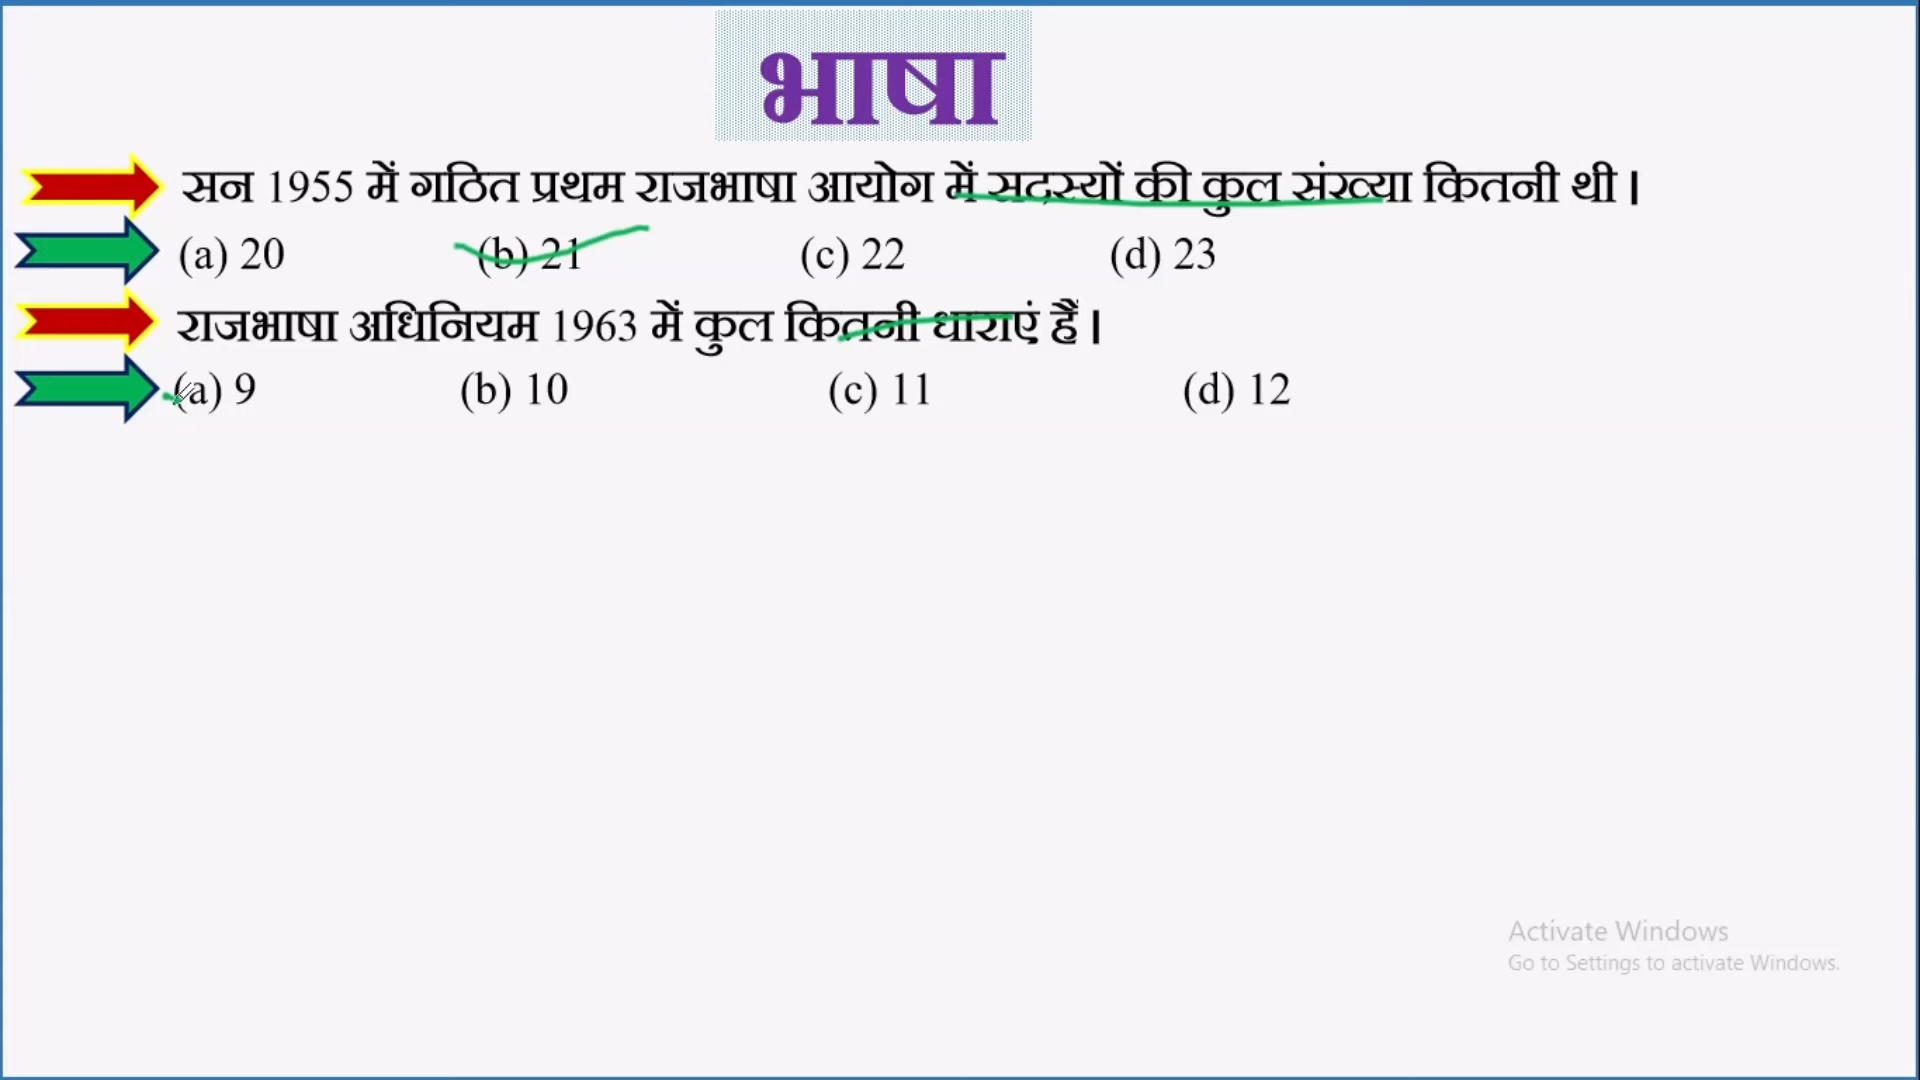 भाषा
सन 1955 में गठित प्रथम राजभाषा आयोग में सदस्यों की कुल संख्या कितनी थी।
(a) 20 (b) 21 (c) 22 (d) 23
राजभाषा अधिनियम 1963 में कुल कितनी धाराएं हैं।
(a) 9 (b) 10 (c) 11 (d) 12
Activate Windows
Go to Settings to activate Windows.